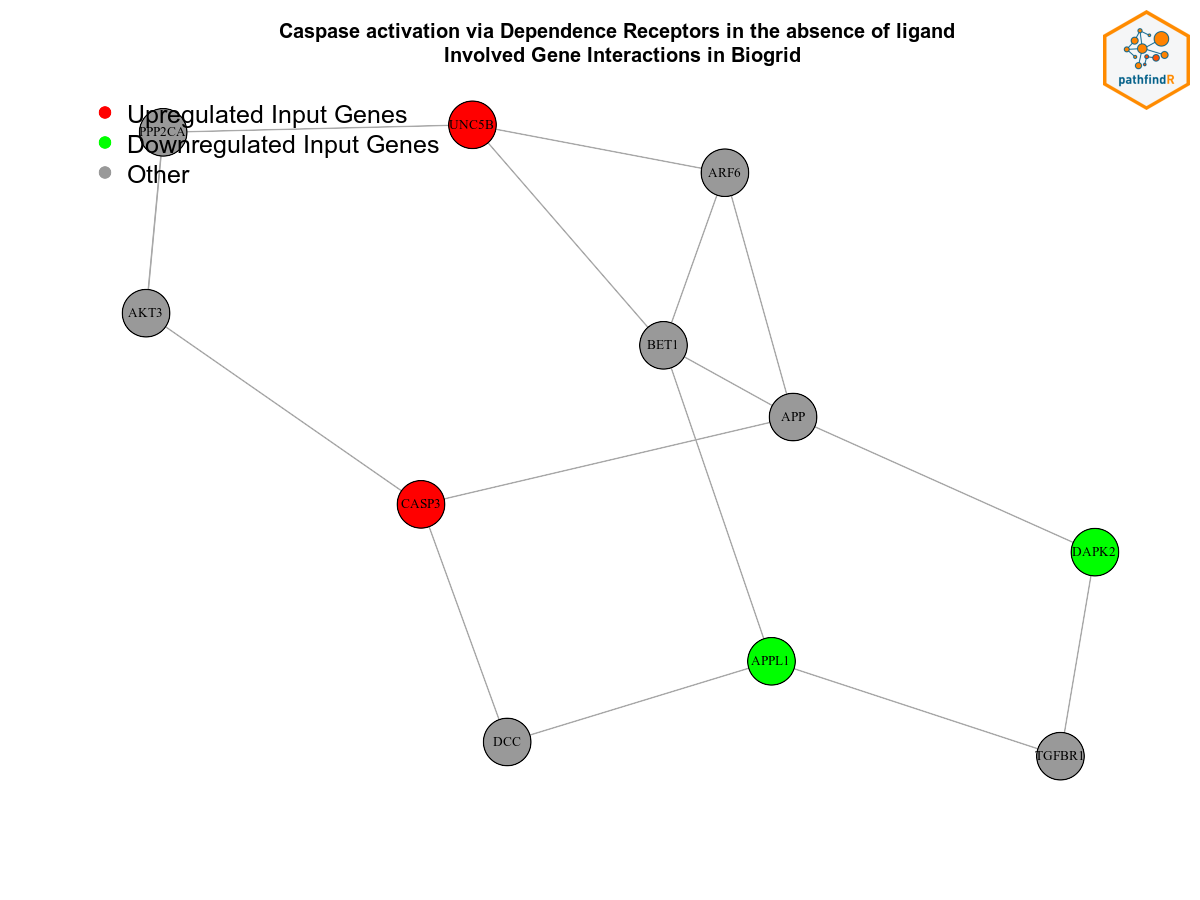 Caspase activation via Dependence Receptors in the absence of ligand
Involved Gene Interactions in Biogrid
pathfindR
Upregulated Input Genes
Downregulated Input Genes
Other
PPP2CA
UNC5B
ARF6
AKT3
BET1
APP
CASP3
DAPK2
APPL1
DCC
TGFBR1